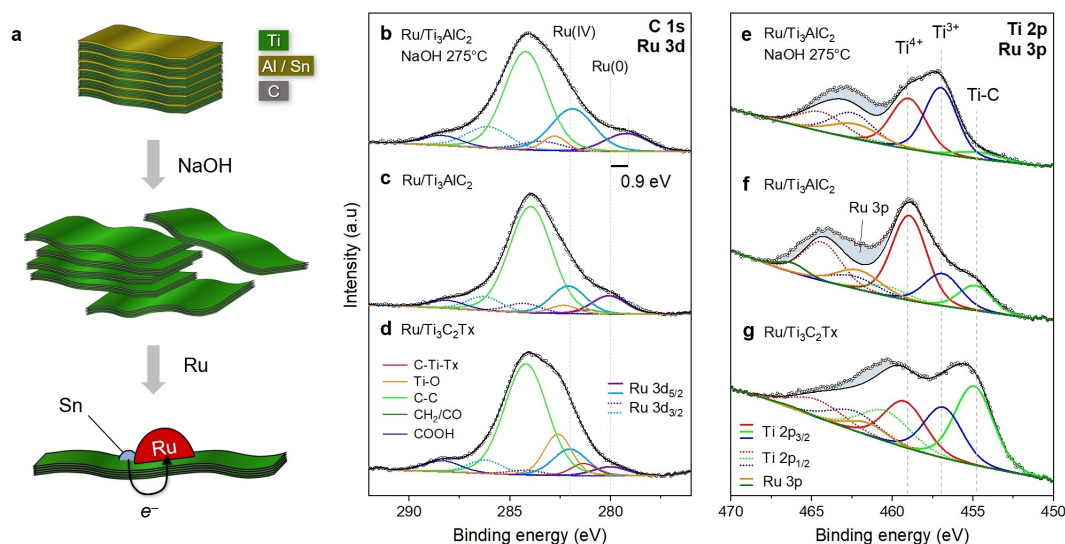 a
Ti
Al / Sn
C
NaOH
Ru
Sn
Ru
e⁻
b
Ru/Ti3AlC2
NaOH 275°C
C 1s
Ru 3d
Ru(IV)
Ru(0)
0.9 eV
c
Ru/Ti3AlC2
d
Ru/Ti3C2Tx
C-Ti-Tx
Ti-O
C-C
CH2/CO
COOH
Ru 3d5/2
Ru 3d3/2
Intensity (a.u)
290
285
280
Binding energy (eV)
e
Ru/Ti3AlC2
NaOH 275°C
Ti4+
Ti3+
Ti 2p
Ru 3p
Ti-C
f
Ru/Ti3AlC2
Ru 3p
g
Ru/Ti3C2Tx
Ti 2p3/2
Ti 2p1/2
Ru 3p
470
465
460
455
450
Binding energy (eV)